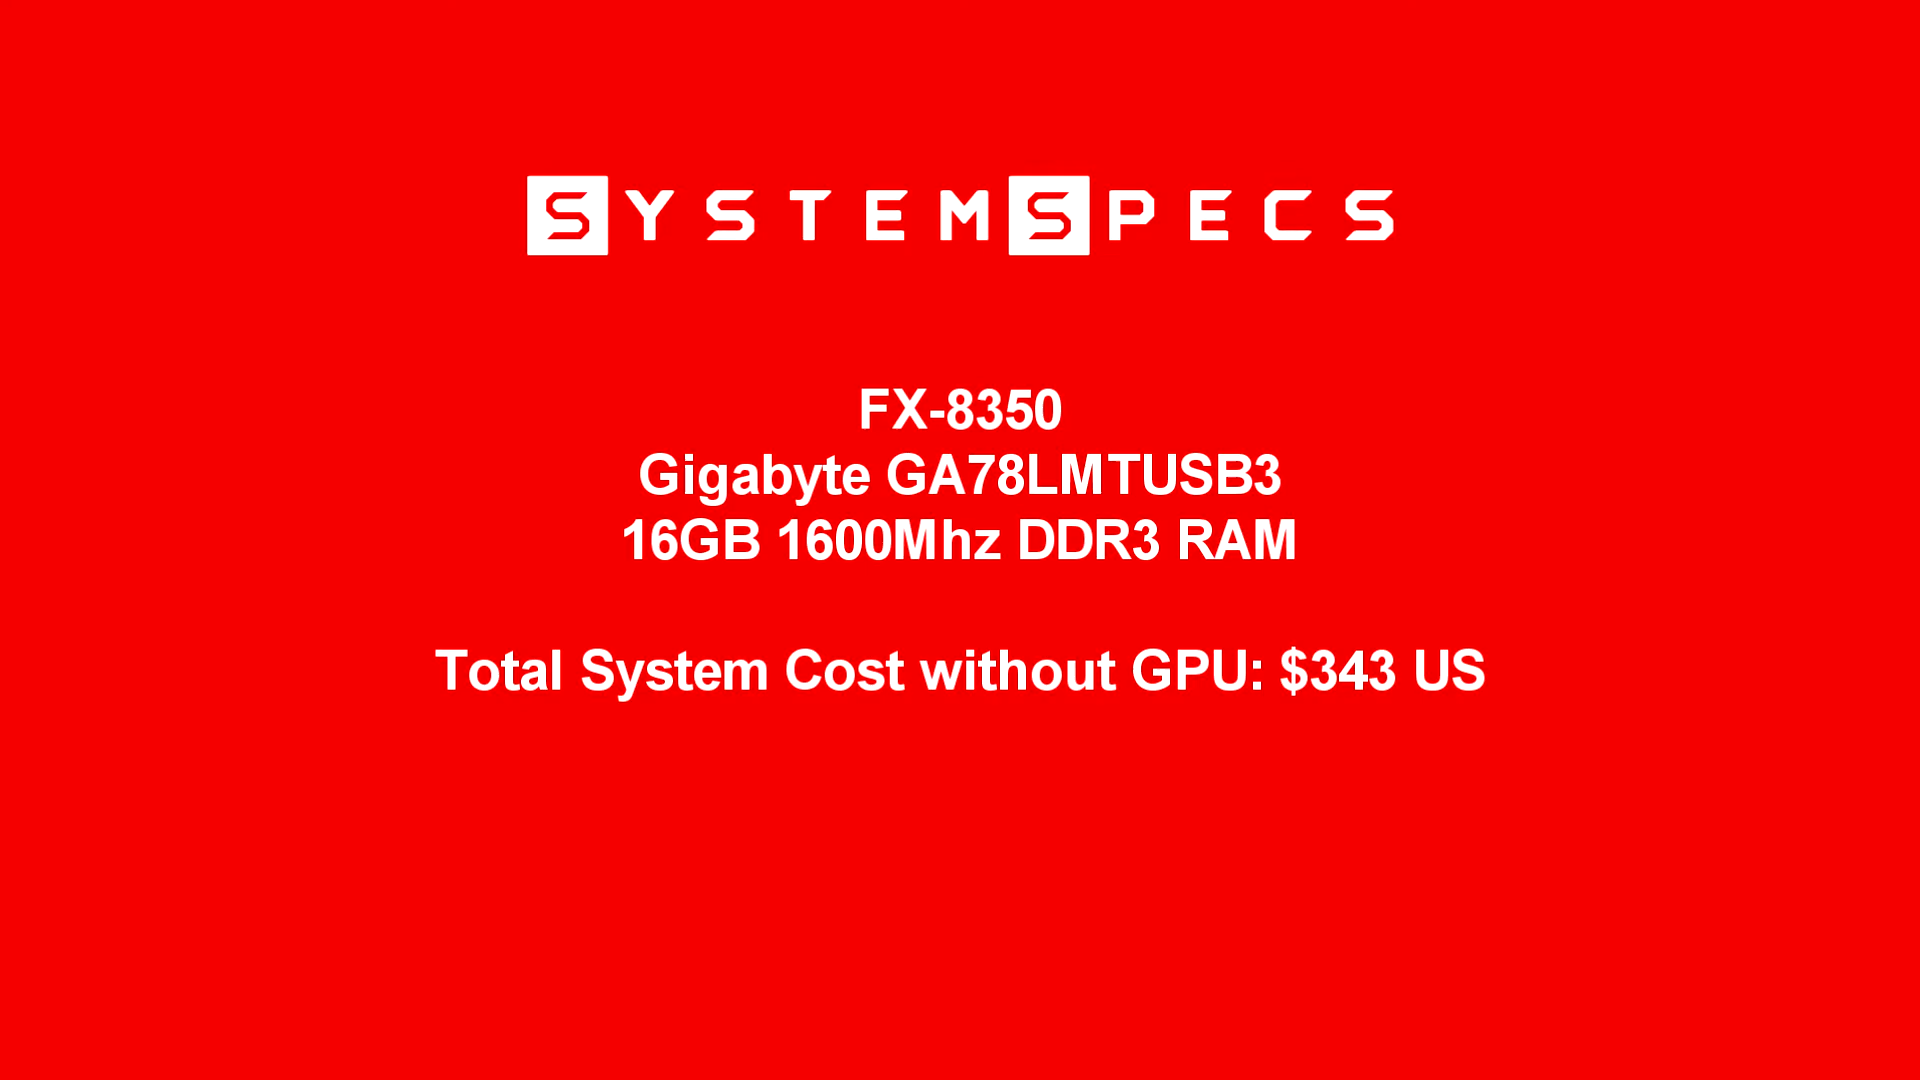 SYSTEMSPECS
FX-8350
Gigabyte GA78LMTUSB3
16GB 1600Mhz DDR3 RAM
Total System Cost without GPU: $343 US